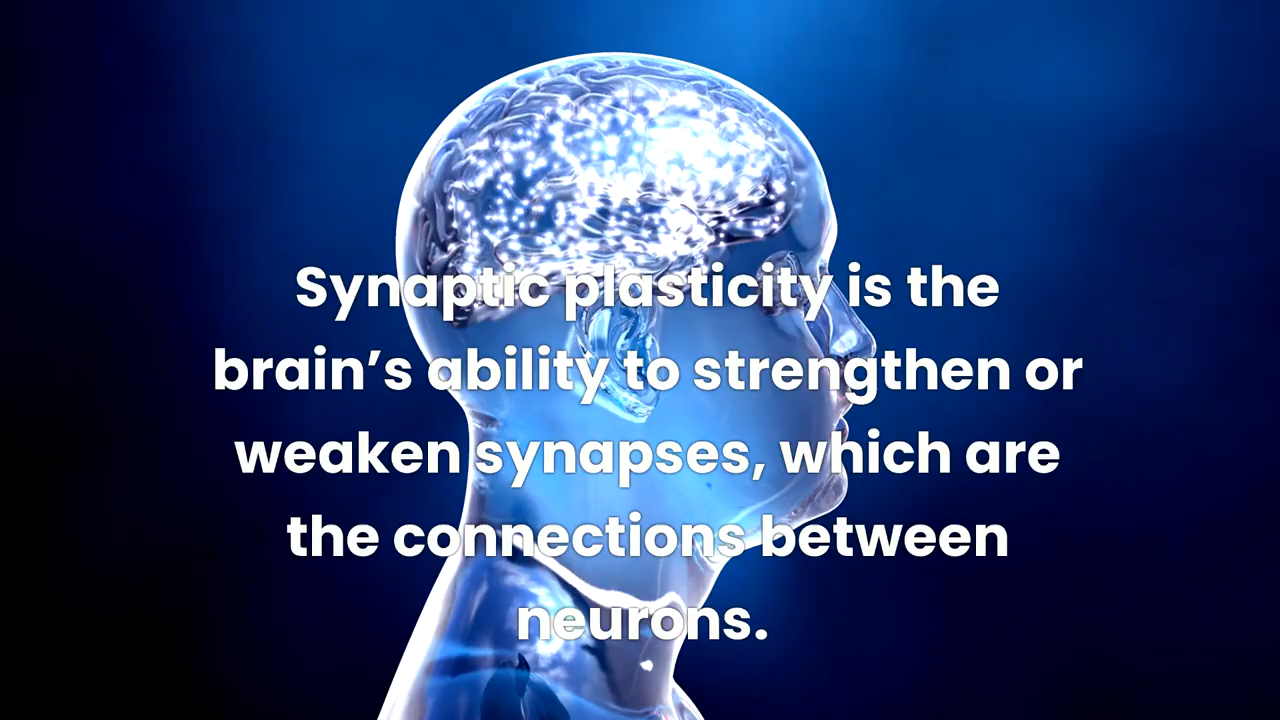 Synaptic plasticity is the
brain’s ability to strengthen or
weaken synapses, which are
the connections between
neurons.